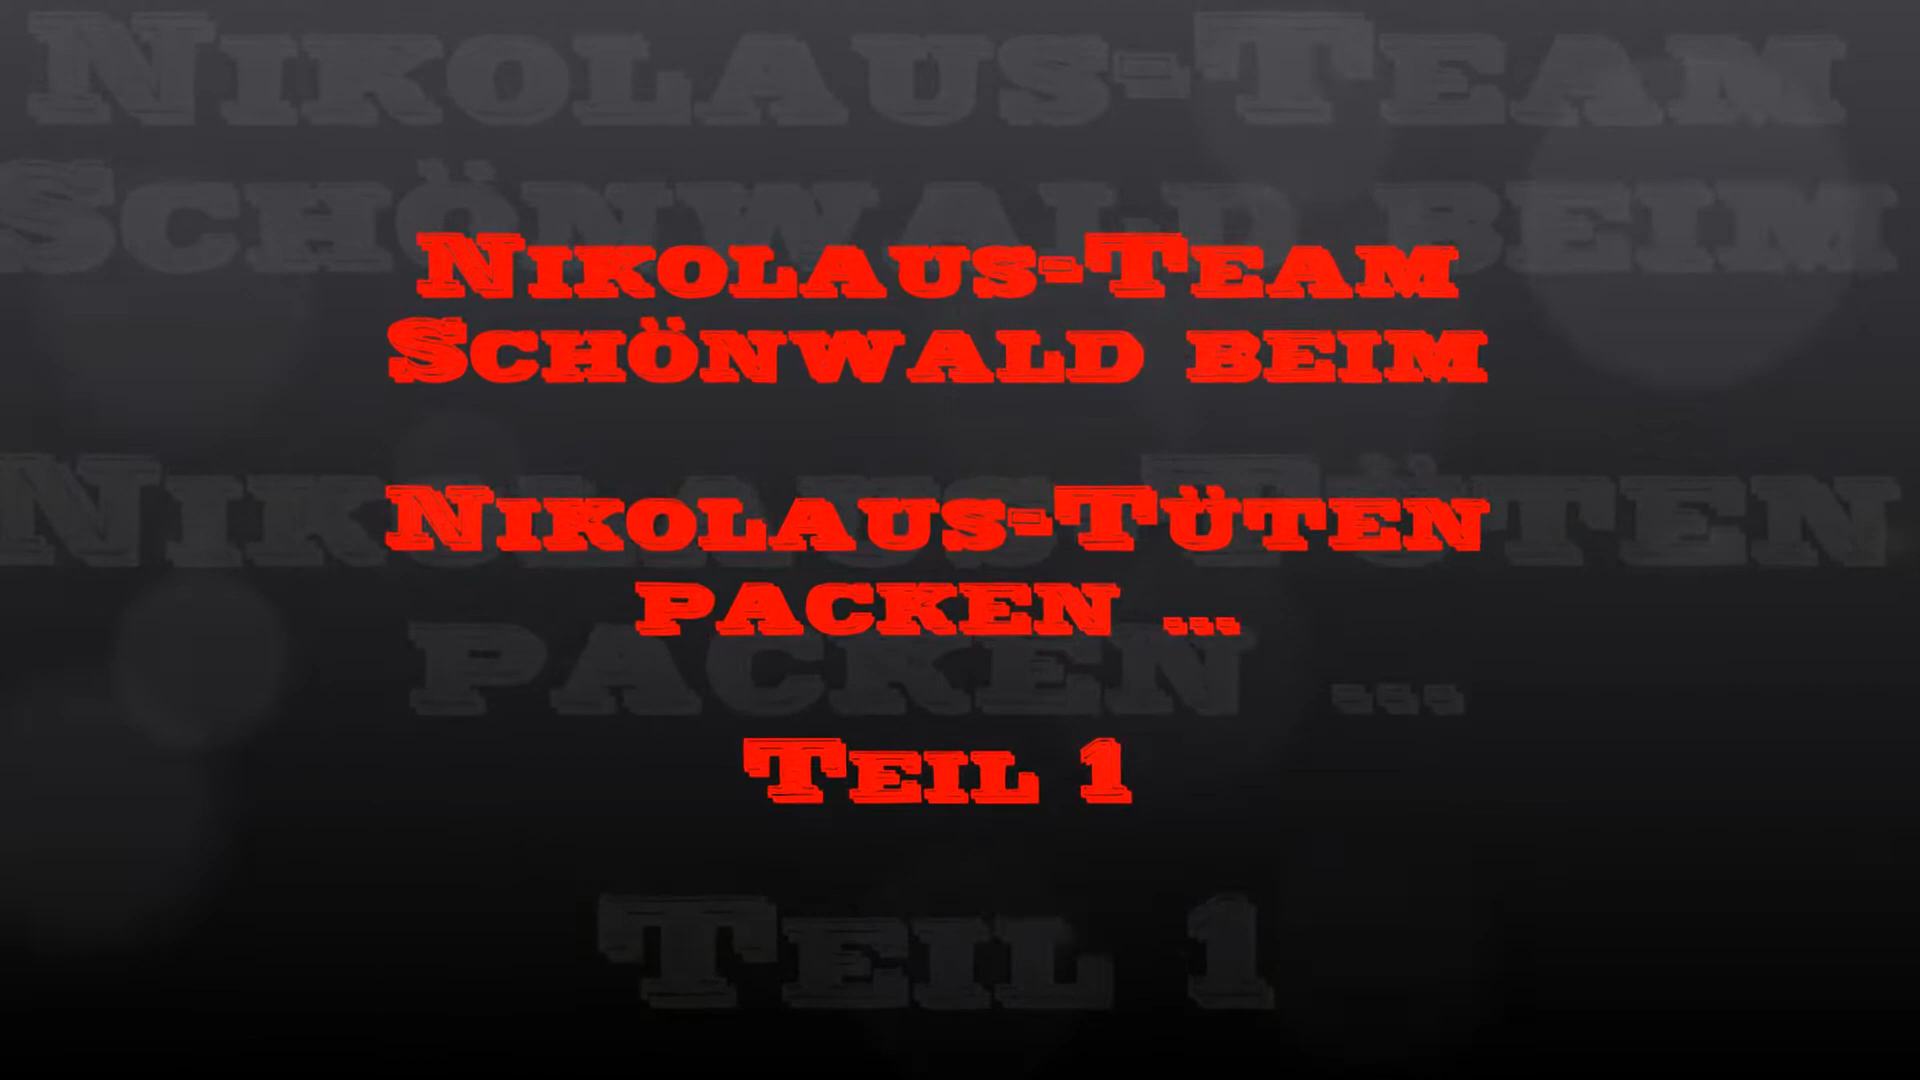 Nikolaus-Team
Schönwald beim
Nikolaus-Tüten
packen ...
Teil 1